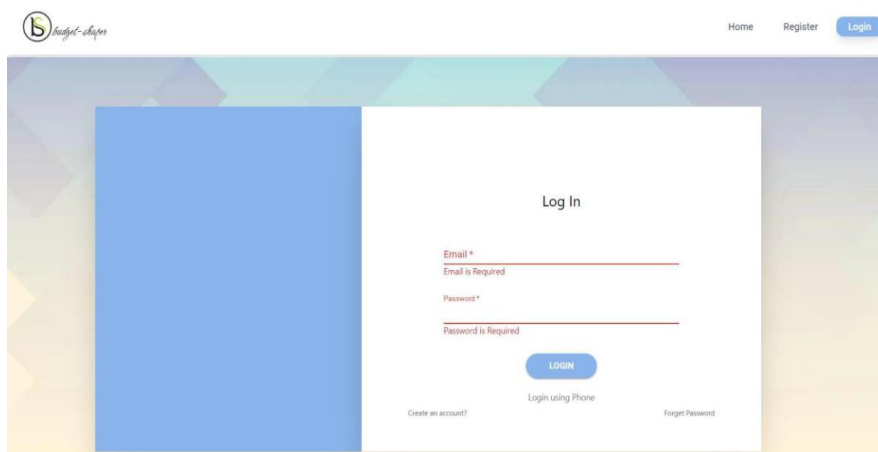 BS budget-shaper
Home Register Login
Log In
Email *
Email is Required
Password *
Password is Required
LOGIN
Login using Phone
Create an account? Forget Password